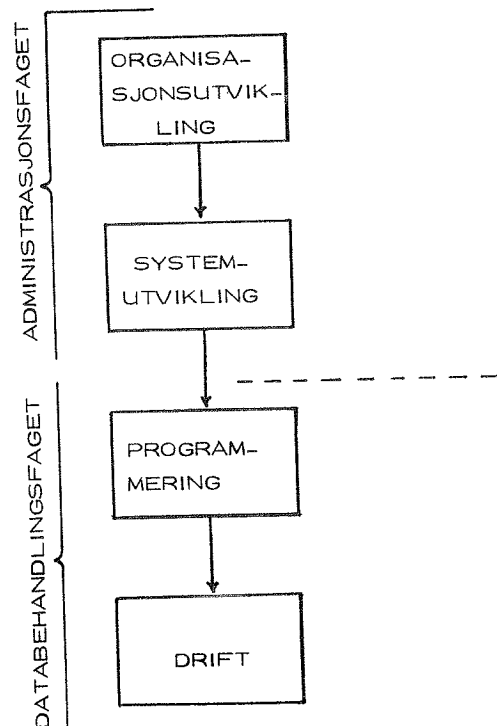 ADMINISTRASJONSFAGET
ORGANISA-
SJONSUTVIK-
LING
SYSTEM-
UTVIKLING
DATABEHANDLINGSFAGET
PROGRAM-
MERING
DRIFT